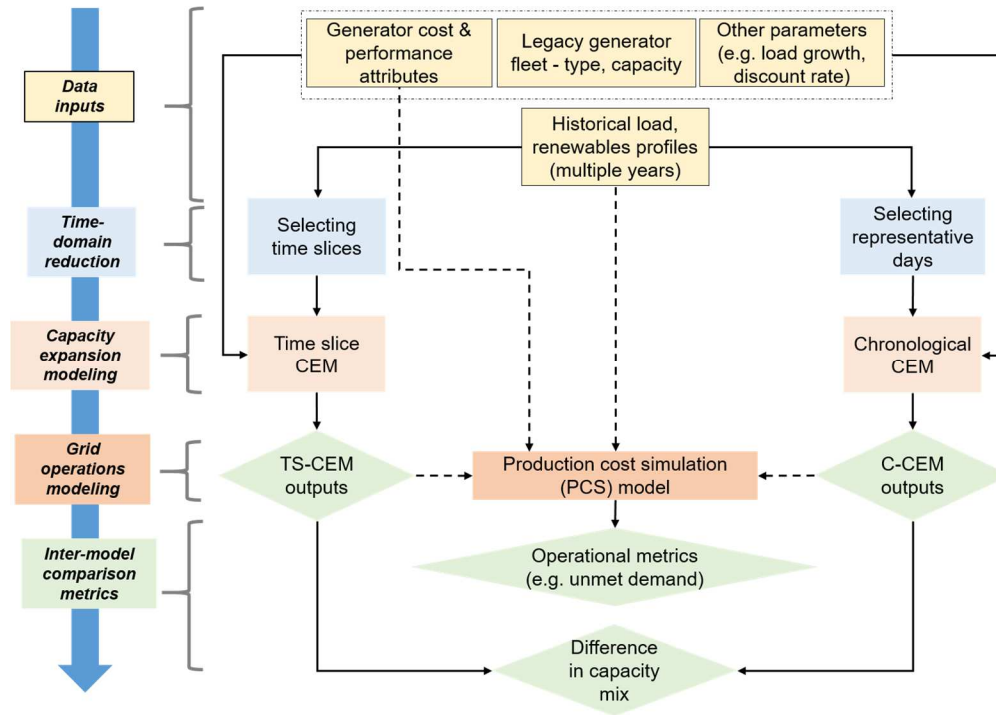 Data
inputs
Time-
domain
reduction
Capacity
expansion
modeling
Grid
operations
modeling
Inter-model
comparison
metrics
Generator cost &
performance
attributes
Legacy generator
fleet - type, capacity
Other parameters
(e.g. load growth,
discount rate)
Historical load,
renewables profiles
(multiple years)
Selecting
time slices
Selecting
representative
days
Time slice
CEM
Chronological
CEM
TS-CEM
outputs
Production cost simulation
(PCS) model
C-CEM
outputs
Operational metrics
(e.g. unmet demand)
Difference
in capacity
mix